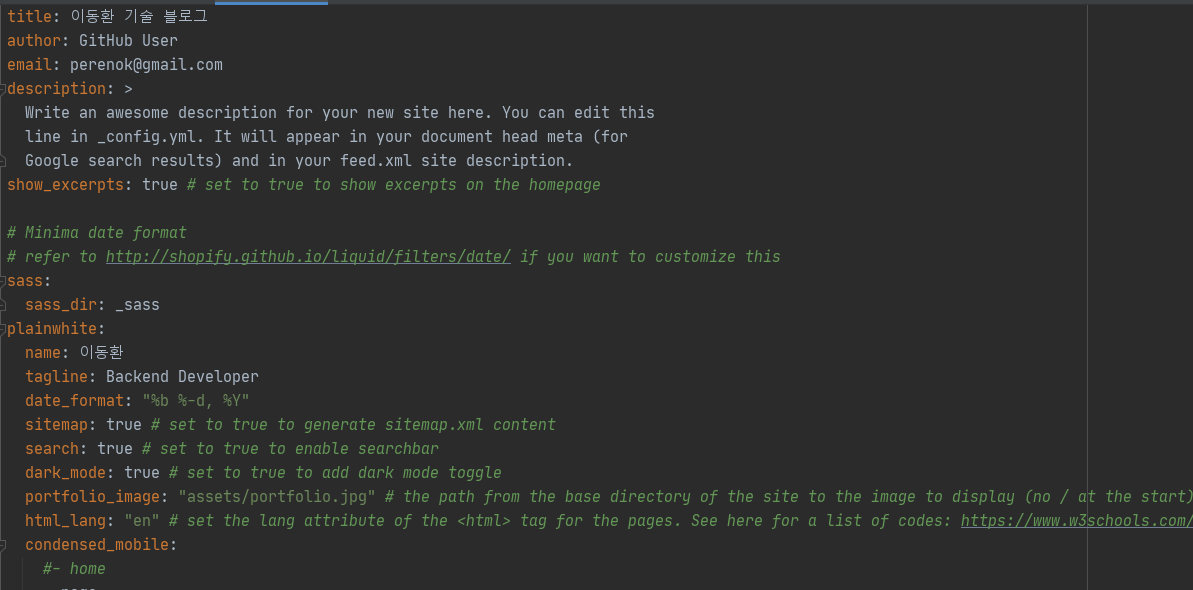 title: 이동환 기술 블로그
author: GitHub User
email: perenok@gmail.com
description: >
  Write an awesome description for your new site here. You can edit this
  line in _config.yml. It will appear in your document head meta (for
  Google search results) and in your feed.xml site description.
show_excerpts: true # set to true to show excerpts on the homepage

# Minima date format
# refer to http://shopify.github.io/liquid/filters/date/ if you want to customize this
sass:
  sass_dir: _sass
plainwhite:
  name: 이동환
  tagline: Backend Developer
  date_format: "%b %-d, %Y"
  sitemap: true # set to true to generate sitemap.xml content
  search: true # set to true to enable searchbar
  dark_mode: true # set to true to add dark mode toggle
  portfolio_image: "assets/portfolio.jpg" # the path from the base directory of the site to the image to display (no / at the start)
  html_lang: "en" # set the lang attribute of the <html> tag for the pages. See here for a list of codes: https://www.w3schools.com/
  condensed_mobile:
    #- home